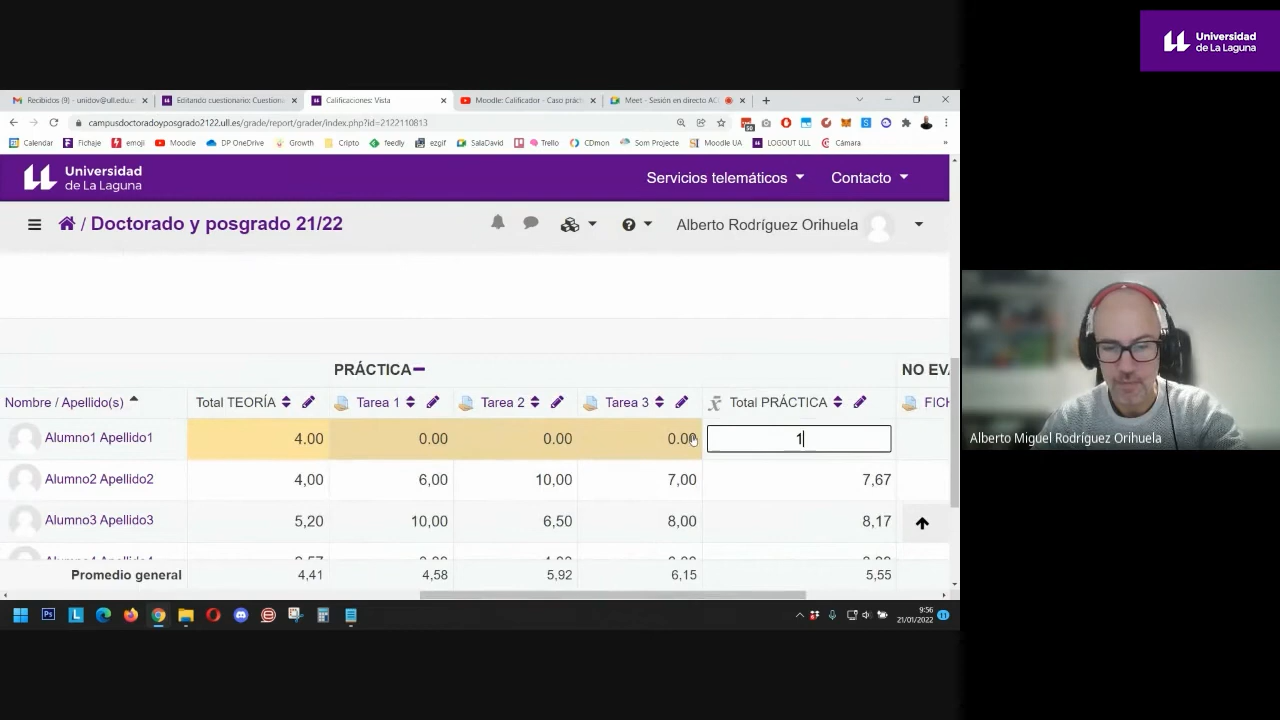 Universidad
de La Laguna
Recibidos (9) - unidov@ull.edu.e
Editando cuestionario: Cuestiona
Calificaciones: Vista
Moodle: Calificador - Caso prácti
Meet - Sesión en directo AC
campusdoctoradoyposgrado2122.ull.es/grade/report/grader/index.php?id=2122110813
50
Calendar
Fichaje
emoji
Moodle
DP OneDrive
Growth
Cripto
feedly
ezgif
SalaDavid
Trello
CDmon
Som Projecte
Moodle UA
LOGOUT ULL
Cámara
Universidad
de La Laguna
Servicios telemáticos
Contacto
/ Doctorado y posgrado 21/22
Alberto Rodríguez Orihuela
PRÁCTICA
NO EVA
Nombre / Apellido(s)
Total TEORÍA
Tarea 1
Tarea 2
Tarea 3
x̄ Total PRÁCTICA
FICH
Alumno1 Apellido1 4,00 0.00 0.00 0.00 1
Alumno2 Apellido2 4,00 6,00 10,00 7,00 7,67
Alumno3 Apellido3 5,20 10,00 6,50 8,00 8,17
Promedio general 4,41 4,58 5,92 6,15 5,55
9:56
21/01/2022
11
Alberto Miguel Rodríguez Orihuela